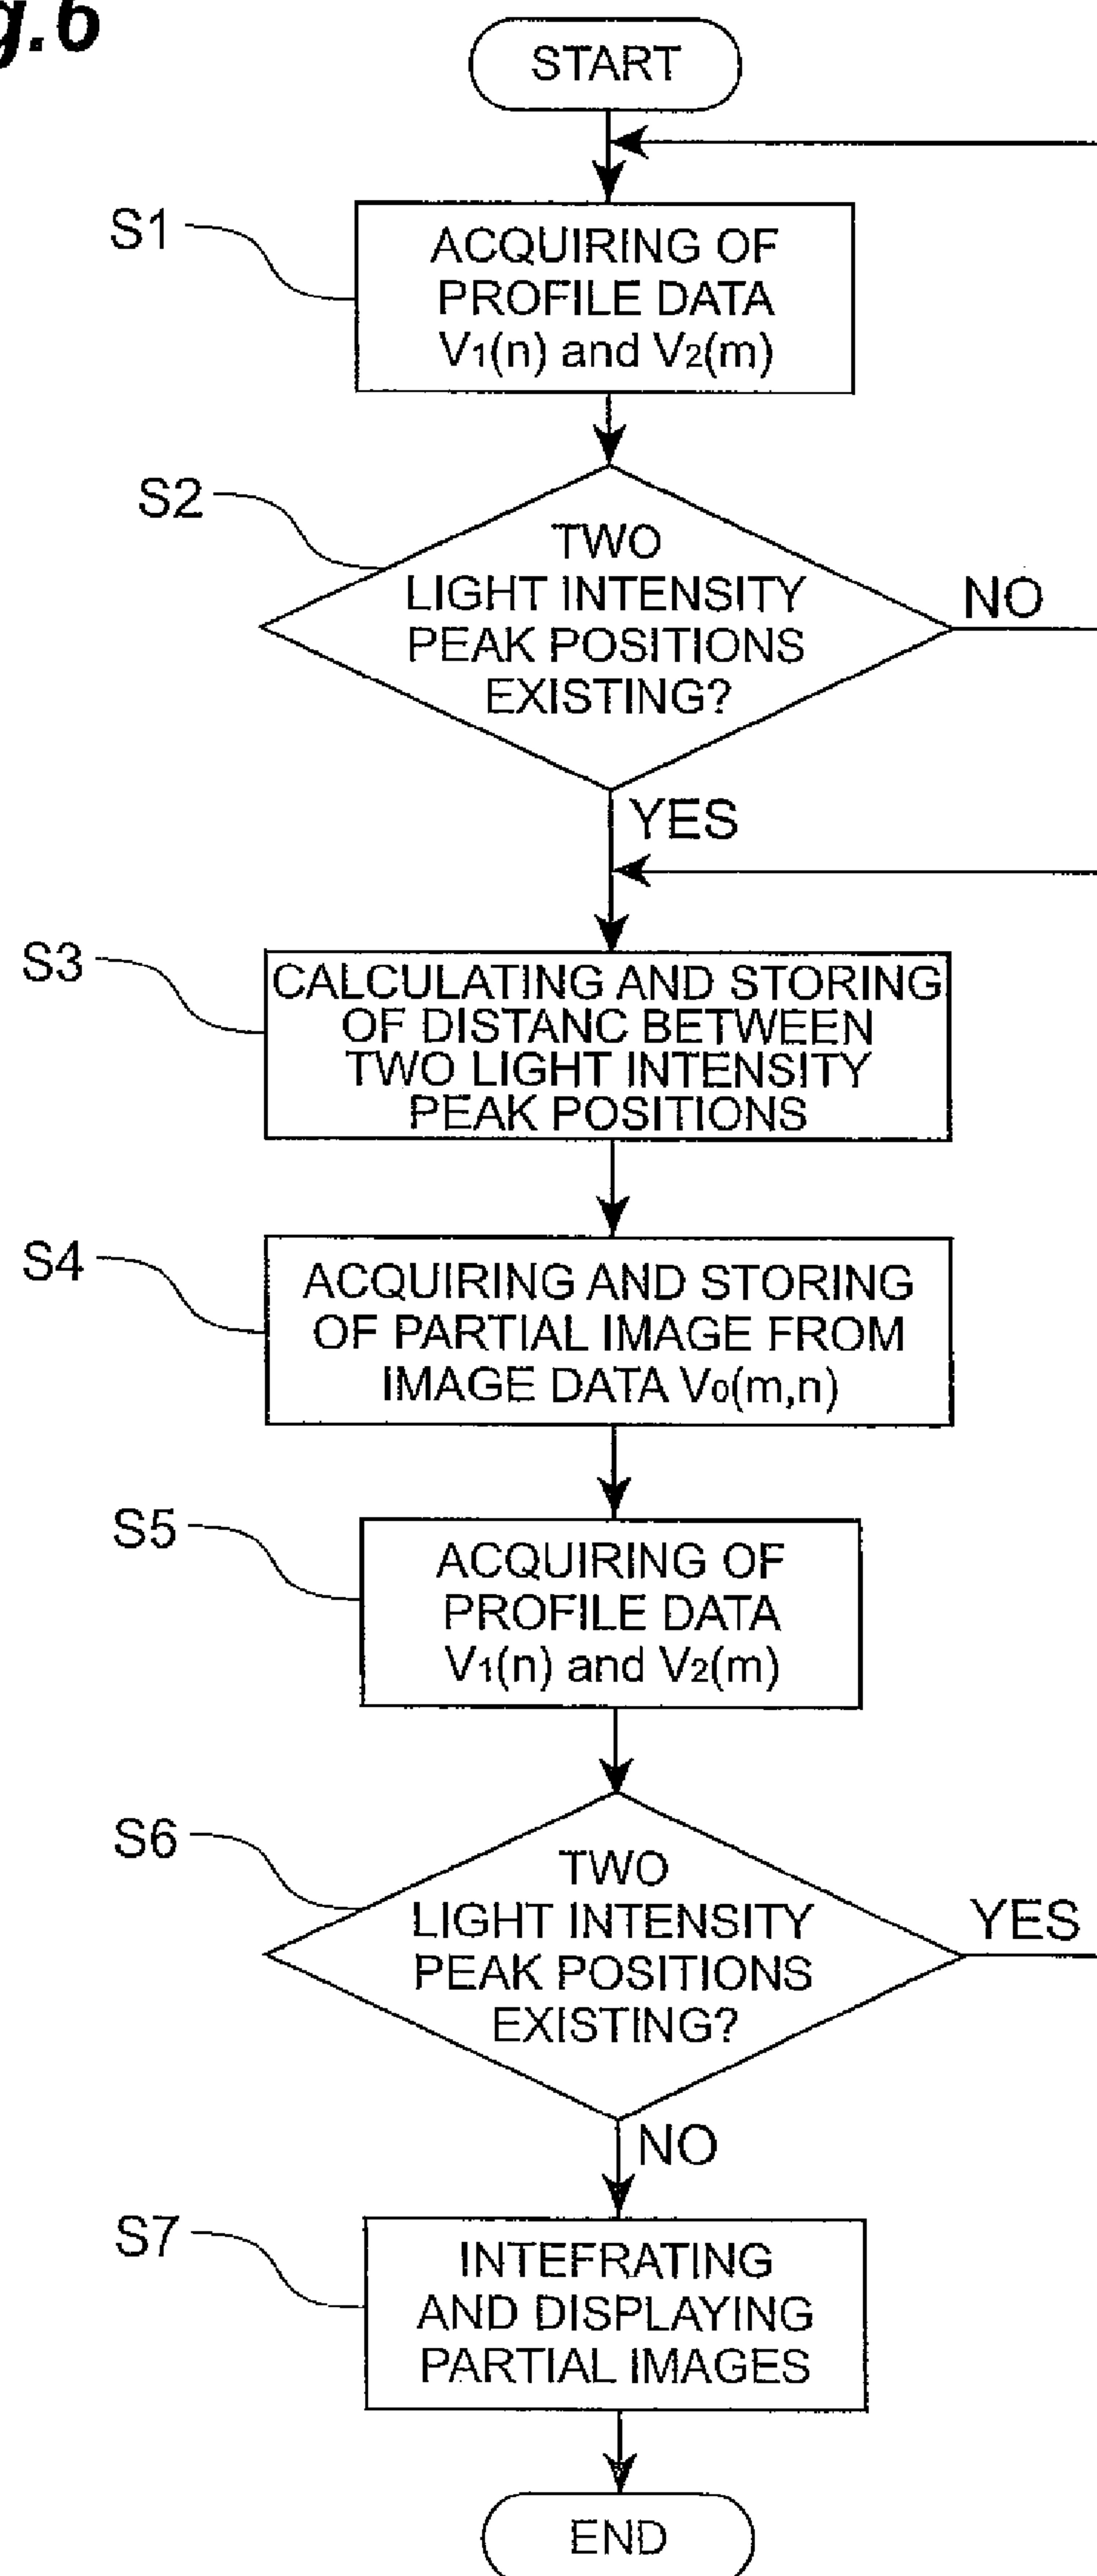 g.6
START
S1
ACQUIRING OF
PROFILE DATA
V1(n) and V2(m)
S2
TWO
LIGHT INTENSITY
PEAK POSITIONS
EXISTING?
NO
YES
S3
CALCULATING AND STORING
OF DISTANC BETWEEN
TWO LIGHT INTENSITY
PEAK POSITIONS
S4
ACQUIRING AND STORING
OF PARTIAL IMAGE FROM
IMAGE DATA V0(m,n)
S5
ACQUIRING OF
PROFILE DATA
V1(n) and V2(m)
S6
TWO
LIGHT INTENSITY
PEAK POSITIONS
EXISTING?
YES
NO
S7
INTEFRATING
AND DISPLAYING
PARTIAL IMAGES
END